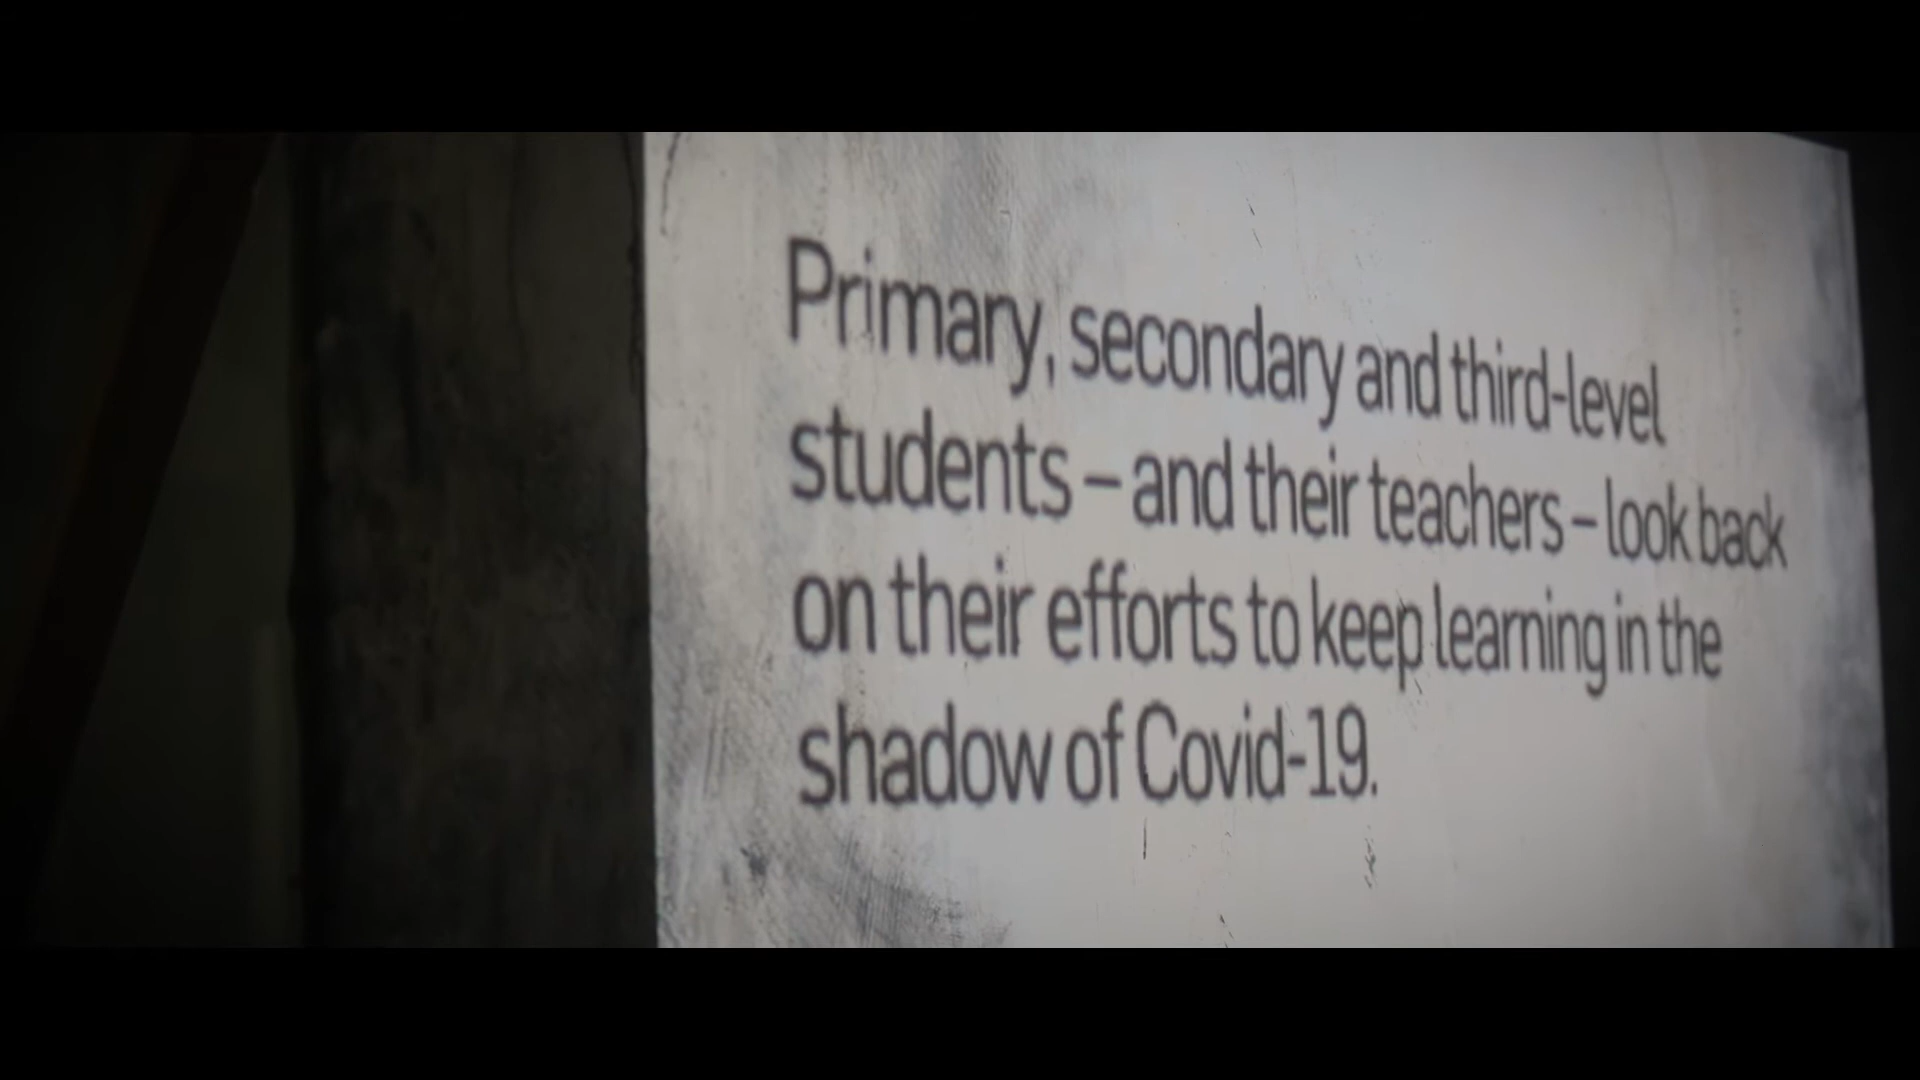 Primary, secondary and third-level
students – and their teachers – look back
on their efforts to keep learning in the
shadow of Covid-19.